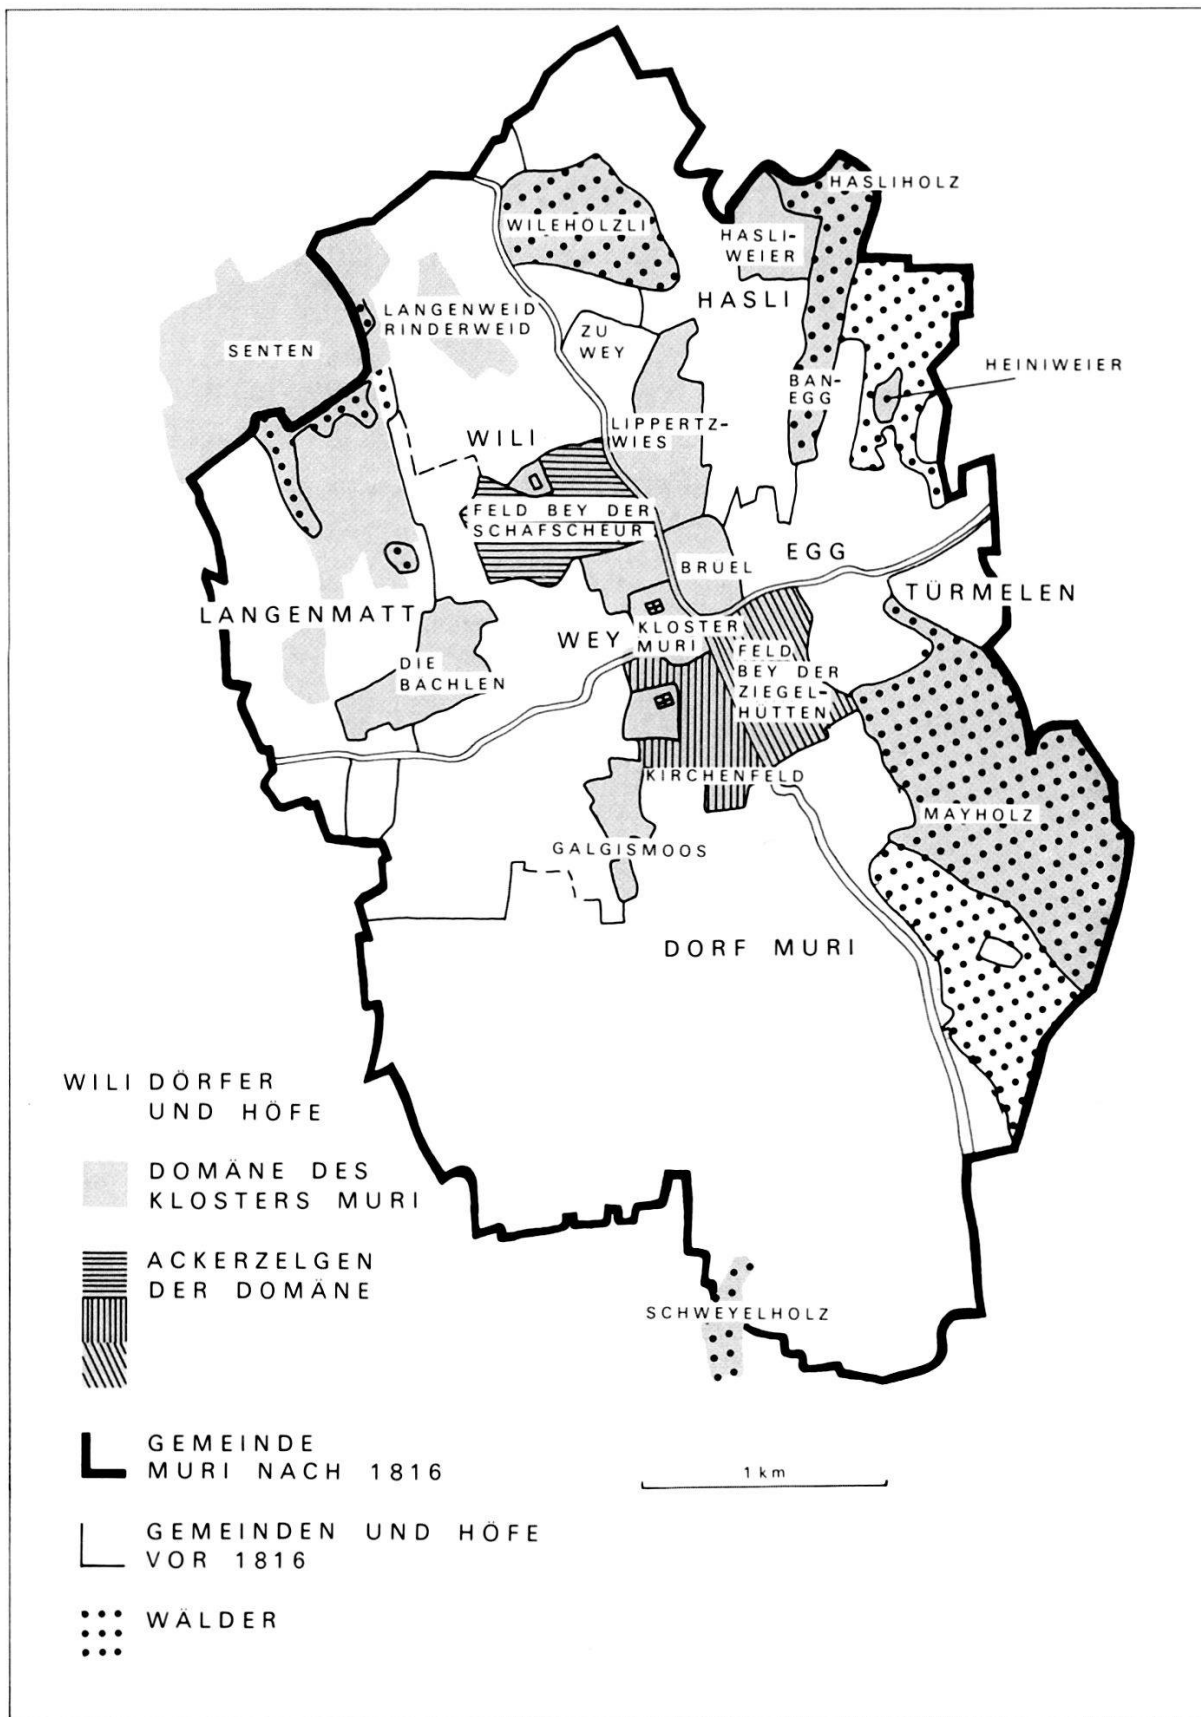 HASLIHOLZ
WILEHÖLZLI
HASLI-
WEIER
HASLI
LANGENWEID
RINDERWEID
ZU
WEY
SENTEN
HEINIWEIER
BAN-
EGG
LIPPERTZ-
WIES
WILI
FELD BEY DER
SCHAFSCHEUR
EGG
BRUEL
TÜRMELEN
LANGENMATT
WEY
KLOSTER
MURI
FELD
BEY DER
ZIEGEL-
HÜTTEN
DIE
BACHLEN
KIRCHENFELD
MAYHOLZ
GALGISMOOS
DORF MURI
WILI DÖRFER
UND HÖFE
DOMÄNE DES
KLOSTERS MURI
ACKERZELGEN
DER DOMÄNE
SCHWEYELHOLZ
GEMEINDE
MURI NACH 1816
1 km
GEMEINDEN UND HÖFE
VOR 1816
WÄLDER